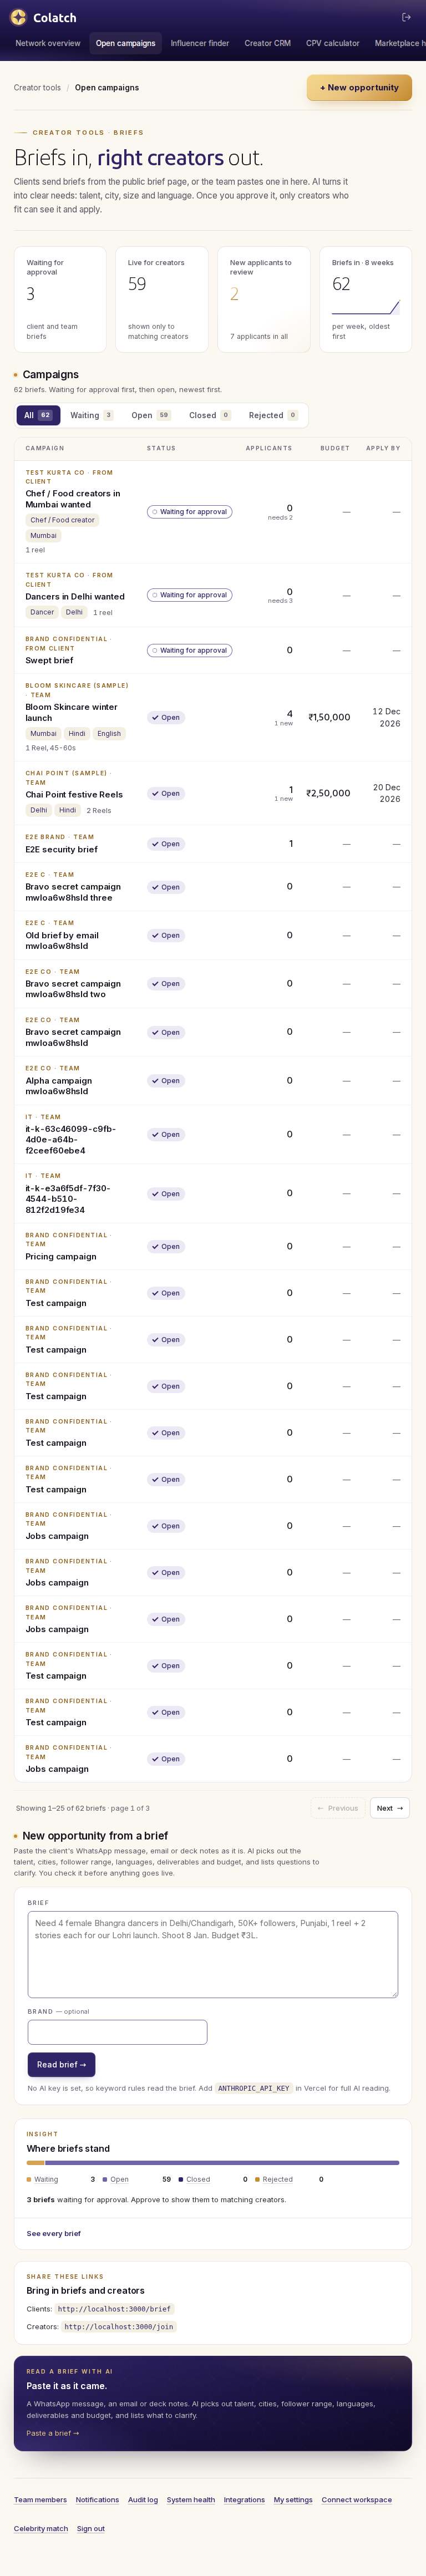 Colatch
Network overview Open campaigns Influencer finder Creator CRM CPV calculator Marketplace h
Creator tools / Open campaigns
+ New opportunity
CREATOR TOOLS · BRIEFS
Briefs in, right creators out.
Clients send briefs from the public brief page, or the team pastes one in here. AI turns it
into clear needs: talent, city, size and language. Once you approve it, only creators who
fit can see it and apply.
Waiting for
approval
3
client and team
briefs
Live for creators
59
shown only to
matching creators
New applicants to
review
2
7 applicants in all
Briefs in · 8 weeks
62
per week, oldest
first
Campaigns
62 briefs. Waiting for approval first, then open, newest first.
All 62 Waiting 3 Open 59 Closed 0 Rejected 0
CAMPAIGN STATUS APPLICANTS BUDGET APPLY BY
TEST KURTA CO · FROM
CLIENT
Chef / Food creators in
Mumbai wanted
Chef / Food creator
Mumbai
1 reel
Waiting for approval
0
needs 2
— —
TEST KURTA CO · FROM
CLIENT
Dancers in Delhi wanted
Dancer Delhi 1 reel
Waiting for approval
0
needs 3
— —
BRAND CONFIDENTIAL ·
FROM CLIENT
Swept brief
Waiting for approval 0 — —
BLOOM SKINCARE (SAMPLE)
· TEAM
Bloom Skincare winter
launch
Mumbai Hindi English
1 Reel, 45-60s
✓ Open
4
1 new
₹1,50,000
12 Dec
2026
CHAI POINT (SAMPLE) ·
TEAM
Chai Point festive Reels
Delhi Hindi 2 Reels
✓ Open
1
1 new
₹2,50,000
20 Dec
2026
E2E BRAND · TEAM
E2E security brief
✓ Open 1 — —
E2E C · TEAM
Bravo secret campaign
mwloa6w8hsld three
✓ Open 0 — —
E2E C · TEAM
Old brief by email
mwloa6w8hsld
✓ Open 0 — —
E2E CO · TEAM
Bravo secret campaign
mwloa6w8hsld two
✓ Open 0 — —
E2E CO · TEAM
Bravo secret campaign
mwloa6w8hsld
✓ Open 0 — —
E2E CO · TEAM
Alpha campaign
mwloa6w8hsld
✓ Open 0 — —
IT · TEAM
it-k-63c46099-c9fb-
4d0e-a64b-
f2ceef60ebe4
✓ Open 0 — —
IT · TEAM
it-k-e3a6f5df-7f30-
4544-b510-
812f2d19fe34
✓ Open 0 — —
BRAND CONFIDENTIAL ·
TEAM
Pricing campaign
✓ Open 0 — —
BRAND CONFIDENTIAL ·
TEAM
Test campaign
✓ Open 0 — —
BRAND CONFIDENTIAL ·
TEAM
Test campaign
✓ Open 0 — —
BRAND CONFIDENTIAL ·
TEAM
Test campaign
✓ Open 0 — —
BRAND CONFIDENTIAL ·
TEAM
Test campaign
✓ Open 0 — —
BRAND CONFIDENTIAL ·
TEAM
Test campaign
✓ Open 0 — —
BRAND CONFIDENTIAL ·
TEAM
Jobs campaign
✓ Open 0 — —
BRAND CONFIDENTIAL ·
TEAM
Jobs campaign
✓ Open 0 — —
BRAND CONFIDENTIAL ·
TEAM
Jobs campaign
✓ Open 0 — —
BRAND CONFIDENTIAL ·
TEAM
Test campaign
✓ Open 0 — —
BRAND CONFIDENTIAL ·
TEAM
Test campaign
✓ Open 0 — —
BRAND CONFIDENTIAL ·
TEAM
Jobs campaign
✓ Open 0 — —
Showing 1–25 of 62 briefs · page 1 of 3
← Previous Next →
New opportunity from a brief
Paste the client's WhatsApp message, email or deck notes as it is. AI picks out the
talent, cities, follower range, languages, deliverables and budget, and lists questions to
clarify. You check it before anything goes live.
BRIEF
Need 4 female Bhangra dancers in Delhi/Chandigarh, 50K+ followers, Punjabi, 1 reel + 2
stories each for our Lohri launch. Shoot 8 Jan. Budget ₹3L.
BRAND — optional
Read brief →
No AI key is set, so keyword rules read the brief. Add ANTHROPIC_API_KEY in Vercel for full AI reading.
INSIGHT
Where briefs stand
Waiting 3 Open 59 Closed 0 Rejected 0
3 briefs waiting for approval. Approve to show them to matching creators.
See every brief
SHARE THESE LINKS
Bring in briefs and creators
Clients: http://localhost:3000/brief
Creators: http://localhost:3000/join
READ A BRIEF WITH AI
Paste it as it came.
A WhatsApp message, an email or deck notes. AI picks out talent, cities, follower range, languages,
deliverables and budget, and lists what to clarify.
Paste a brief →
Team members Notifications Audit log System health Integrations My settings Connect workspace
Celebrity match Sign out